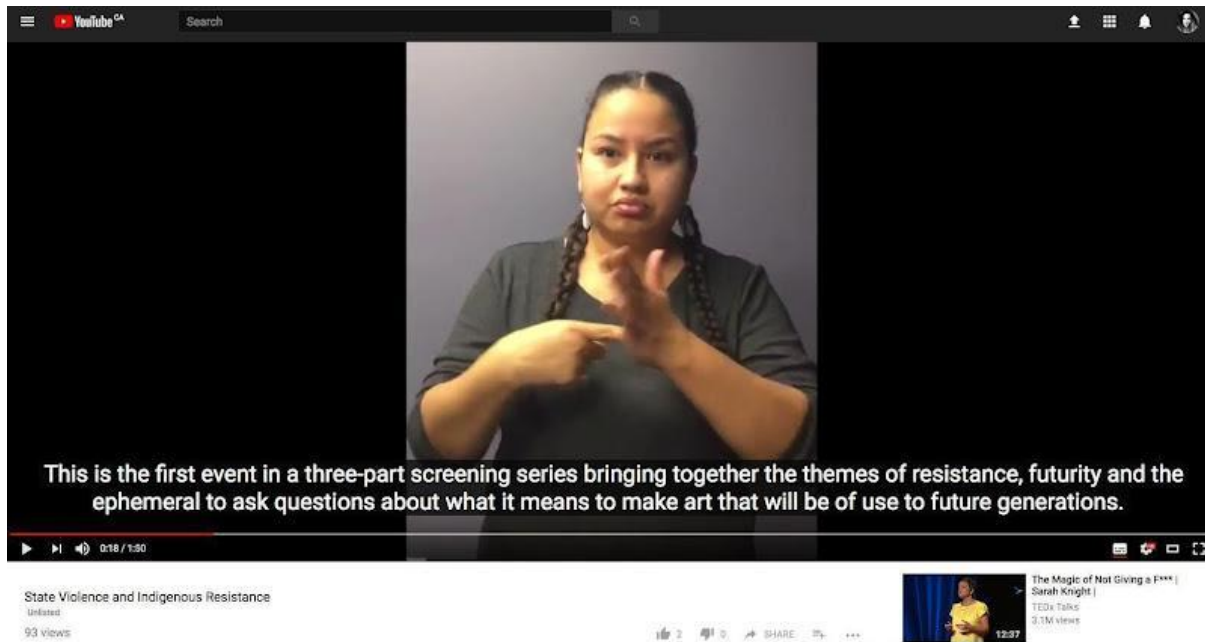 YouTube CA
Search
This is the first event in a three-part screening series bringing together the themes of resistance, futurity and the
ephemeral to ask questions about what it means to make art that will be of use to future generations.
0:18 / 1:50
State Violence and Indigenous Resistance
Unlisted
93 views
2
0
SHARE
The Magic of Not Giving a F*** |
Sarah Knight |
TEDx Talks
3.1M views
12:37